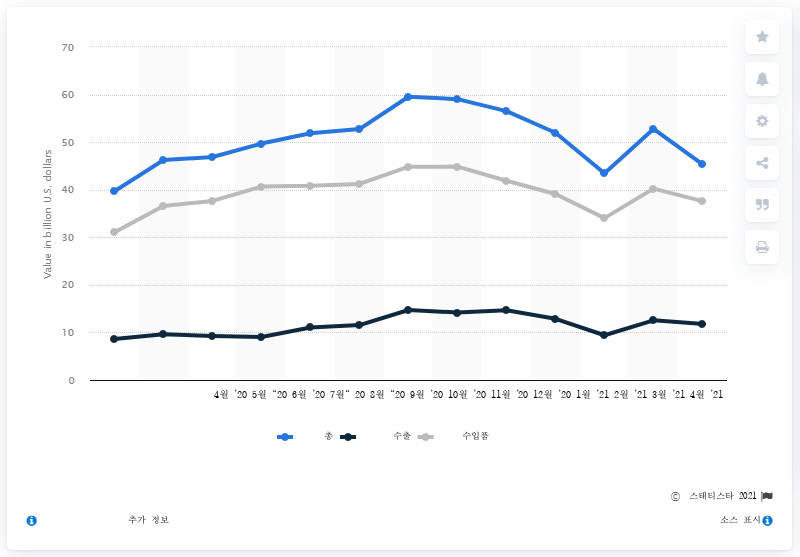 70
60
50
40
30
20
10
0
Value in billion U.S. dollars
4월 '20 5월 “20 6월 '20 7월“ 20 8월 “20 9월 '20 10월 '20 11월 '20 12월 '20 1월 '21 2월 '21 3월 '21 4월 '21
총 수출 수입품
© 스태티스타 2021
추가 정보 소스 표시